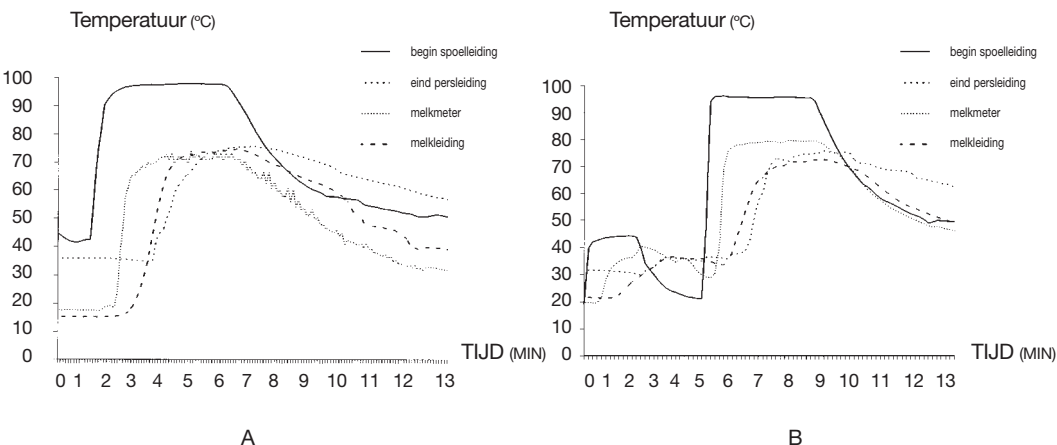 Temperatuur (ºC)
begin spoelleiding
eind persleiding
melkmeter
melkleiding
100
90
80
70
60
50
40
30
20
10
0
0 1 2 3 4 5 6 7 8 9 10 11 12 13
TIJD (MIN)
A
Temperatuur (ºC)
begin spoelleiding
eind persleiding
melkmeter
melkleiding
100
90
80
70
60
50
40
30
20
10
0
0 1 2 3 4 5 6 7 8 9 10 11 12 13
TIJD (MIN)
B